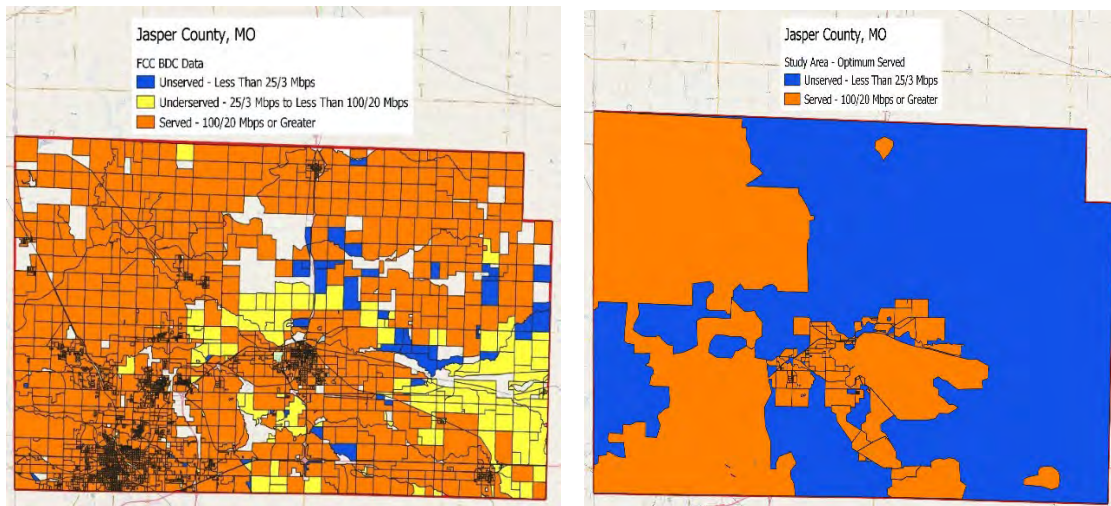 Jasper County, MO
FCC BDC Data
Unserved - Less Than 25/3 Mbps
Underserved - 25/3 Mbps to Less Than 100/20 Mbps
Served - 100/20 Mbps or Greater
Jasper County, MO
Study Area - Optimum Served
Unserved - Less Than 25/3 Mbps
Served - 100/20 Mbps or Greater